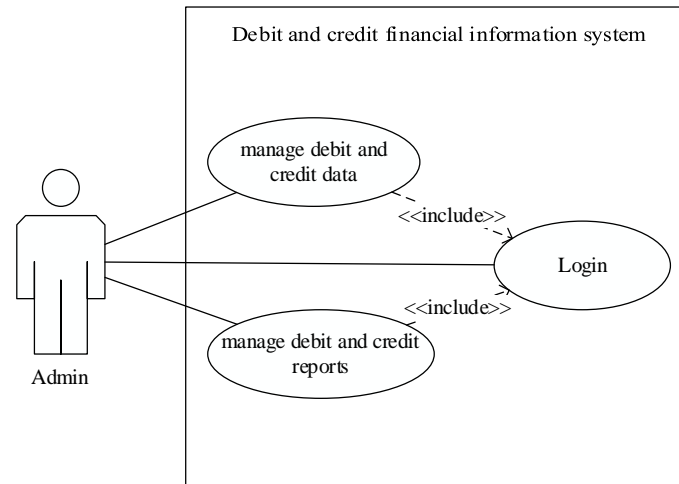 Debit and credit financial information system
manage debit and
credit data
<<include>>
Login
<<include>>
manage debit and credit
reports
Admin